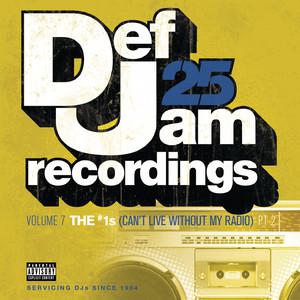 Def
Jam
25
recordings
VOLUME 7 THE #1s (CAN'T LIVE WITHOUT MY RADIO) PT. 2
PARENTAL
ADVISORY
EXPLICIT CONTENT
SERVICING DJs SINCE 1984